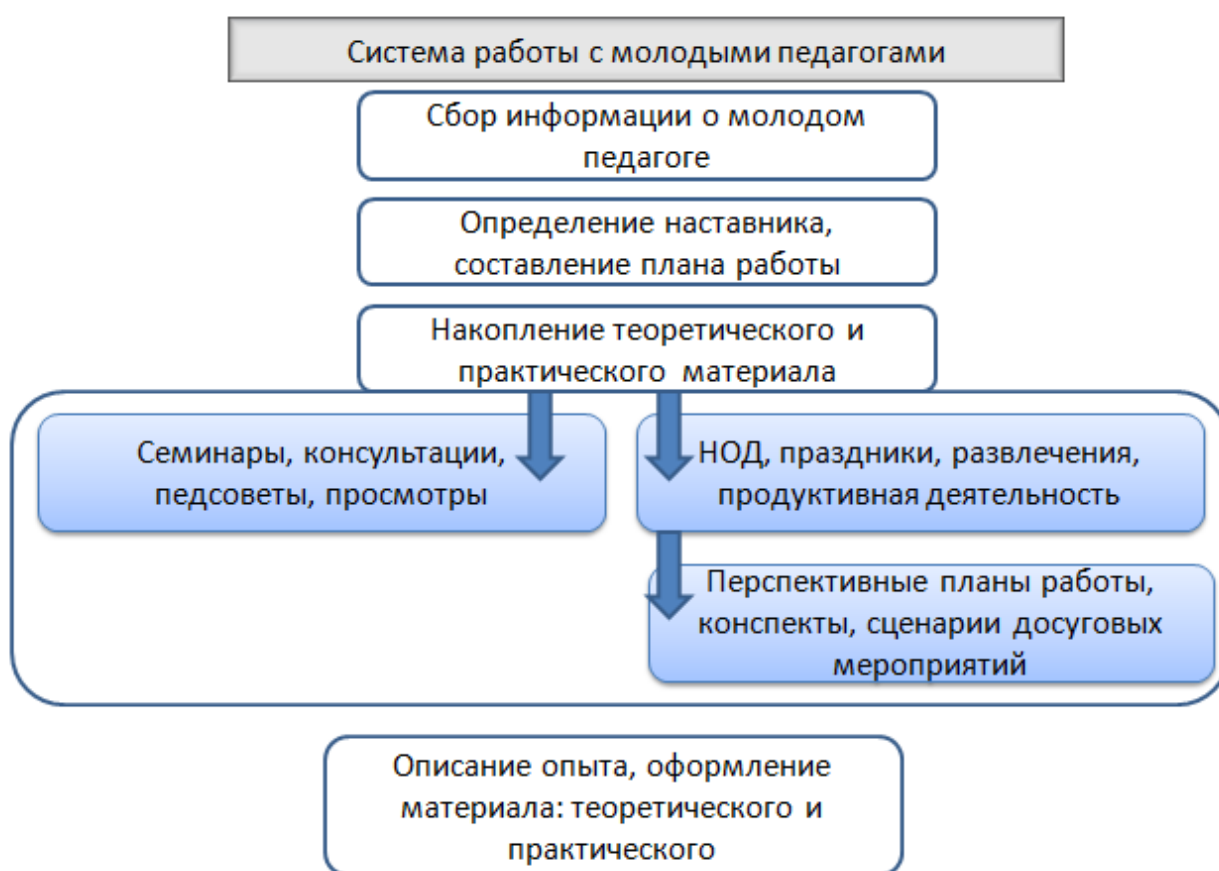 Система работы с молодыми педагогами
Сбор информации о молодом
педагоге
Определение наставника,
составление плана работы
Накопление теоретического и
практического материала
Семинары, консультации,
педсоветы, просмотры
НОД, праздники, развлечения,
продуктивная деятельность
Перспективные планы работы,
конспекты, сценарии досуговых
мероприятий
Описание опыта, оформление
материала: теоретического и
практического